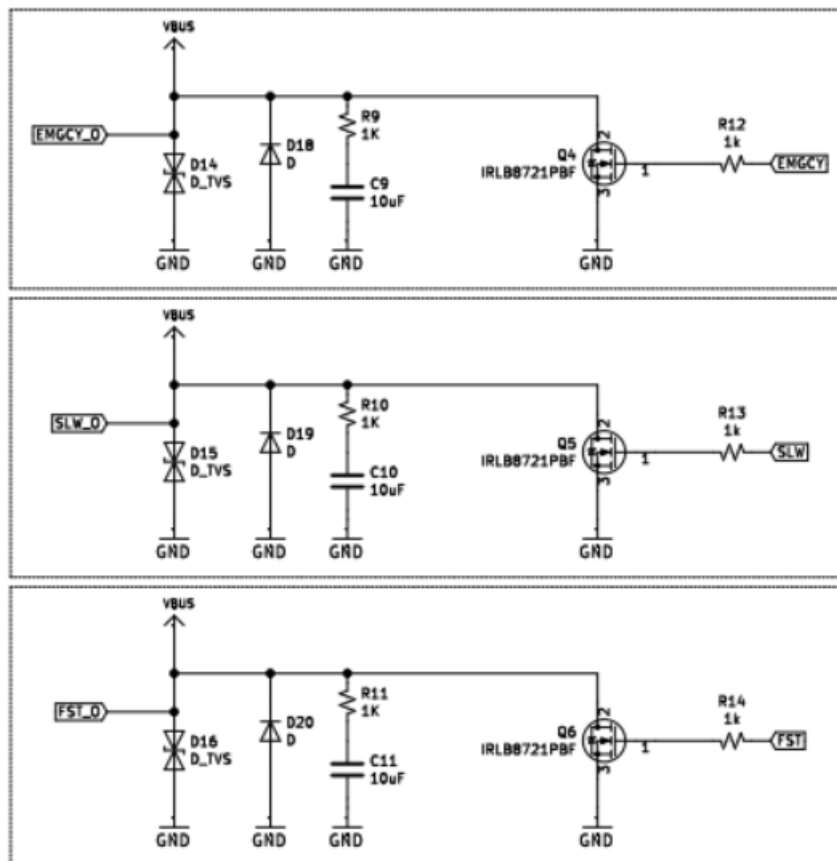 VBUS
EMGCY_O
D14
D_TVS
D18
D
R9
1K
C9
10uF
Q4
IRLB8721PBF
2
1
3
R12
1k
EMGCY
GND
GND
GND
GND
VBUS
SLW_O
D15
D_TVS
D19
D
R10
1K
C10
10uF
Q5
IRLB8721PBF
2
1
3
R13
1k
SLW
GND
GND
GND
GND
VBUS
FST_O
D16
D_TVS
D20
D
R11
1K
C11
10uF
Q6
IRLB8721PBF
2
1
3
R14
1k
FST
GND
GND
GND
GND